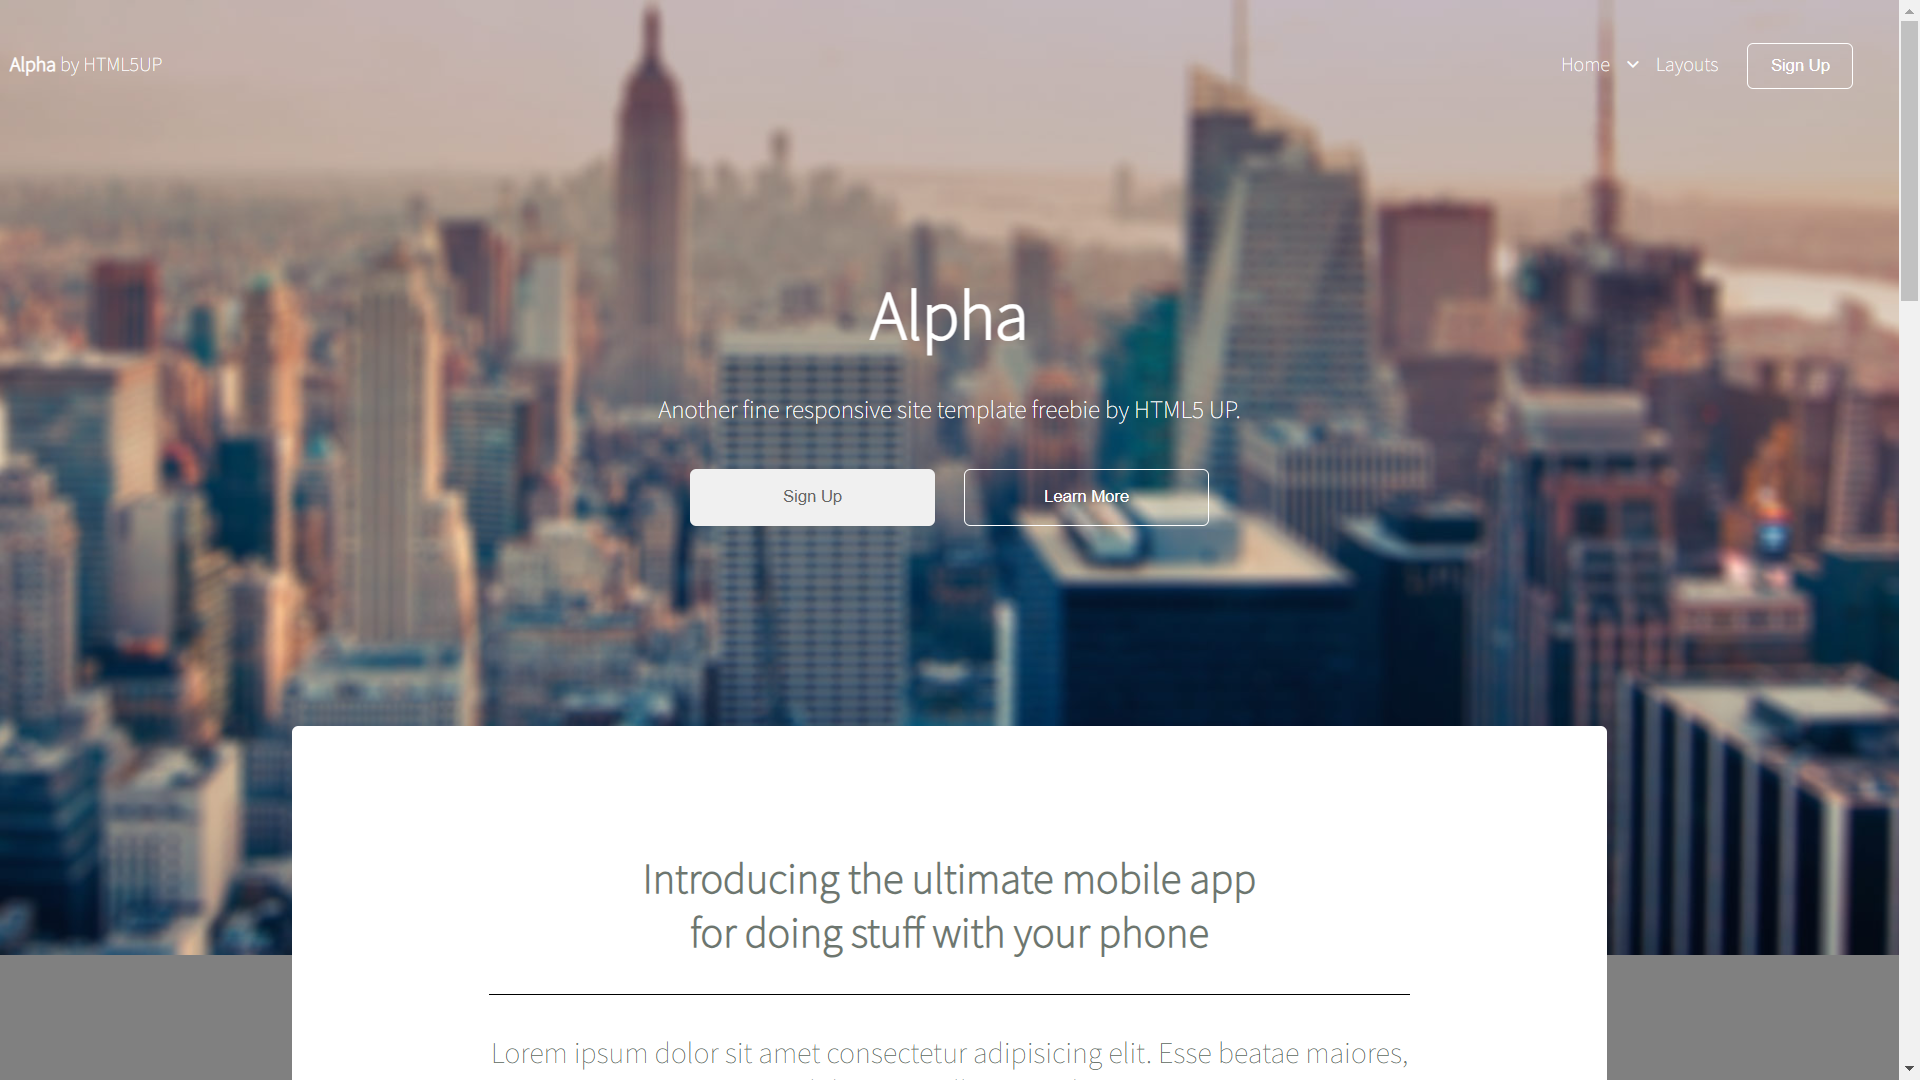 Alpha by HTML5UP
Home Layouts Sign Up
Alpha
Another fine responsive site template freebie by HTML5 UP.
Sign Up Learn More
Introducing the ultimate mobile app
for doing stuff with your phone
Lorem ipsum dolor sit amet consectetur adipisicing elit. Esse beatae maiores,